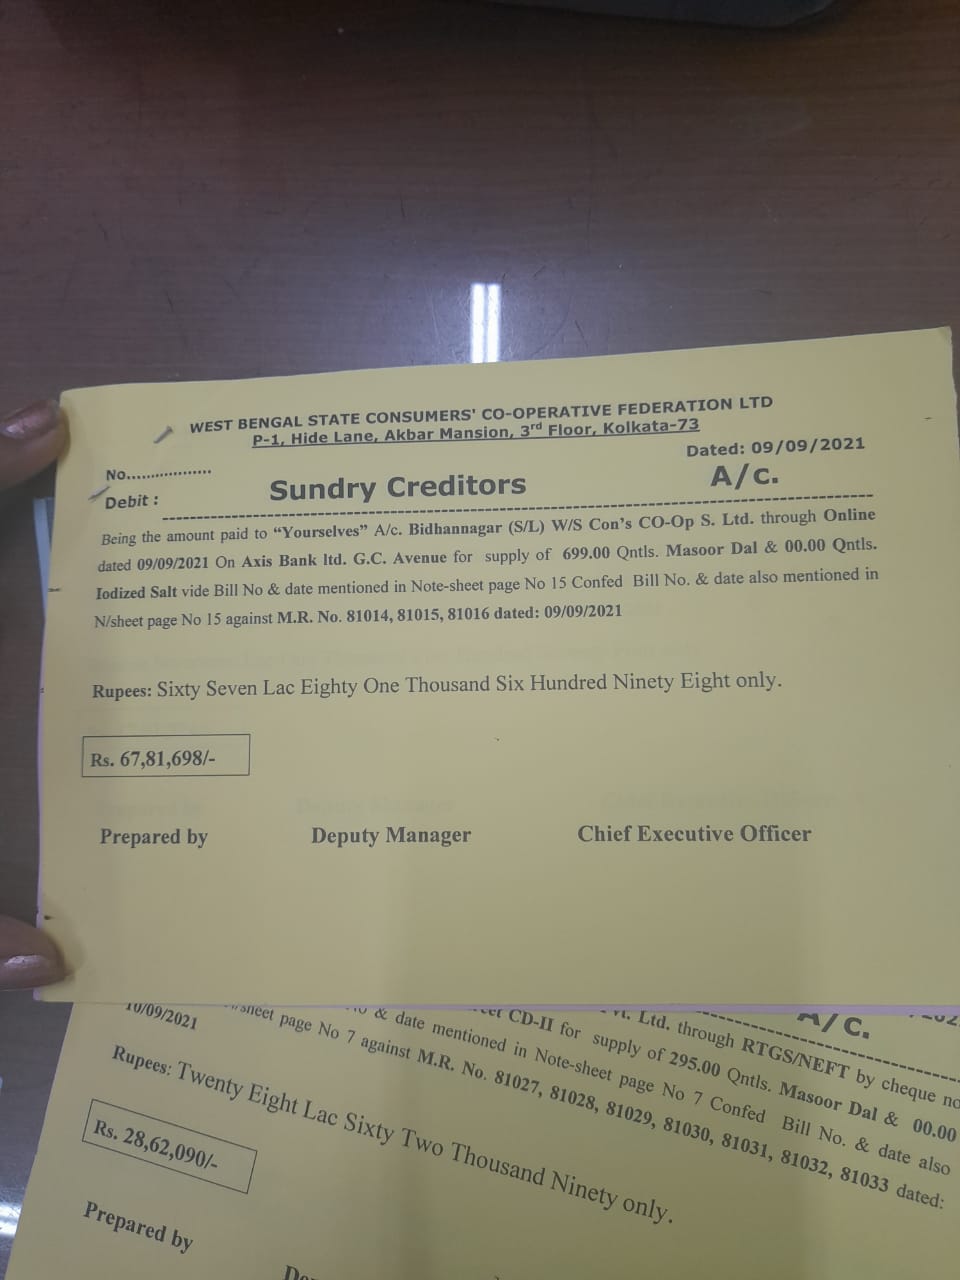 WEST BENGAL STATE CONSUMERS' CO-OPERATIVE FEDERATION LTD
P-1, Hide Lane, Akbar Mansion, 3rd Floor, Kolkata-73
Dated: 09/09/2021
No..................
Debit : Sundry Creditors A/c.
Being the amount paid to “Yourselves” A/c. Bidhannagar (S/L) W/S Con’s CO-Op S. Ltd. through Online
dated 09/09/2021 On Axis Bank ltd. G.C. Avenue for supply of 699.00 Qntls. Masoor Dal & 00.00 Qntls.
Iodized Salt vide Bill No & date mentioned in Note-sheet page No 15 Confed Bill No. & date also mentioned in
N/sheet page No 15 against M.R. No. 81014, 81015, 81016 dated: 09/09/2021
Rupees: Sixty Seven Lac Eighty One Thousand Six Hundred Ninety Eight only.
Rs. 67,81,698/-
Prepared by Deputy Manager Chief Executive Officer
A/c.
Ltd. through RTGS/NEFT by cheque no
CD-II for supply of 295.00 Qntls. Masoor Dal & 00.00
& date mentioned in Note-sheet page No 7 Confed Bill No. & date also
page No 7 against M.R. No. 81027, 81028, 81029, 81030, 81031, 81032, 81033 dated:
10/09/2021
Rupees: Twenty Eight Lac Sixty Two Thousand Ninety only.
Rs. 28,62,090/-
Prepared by